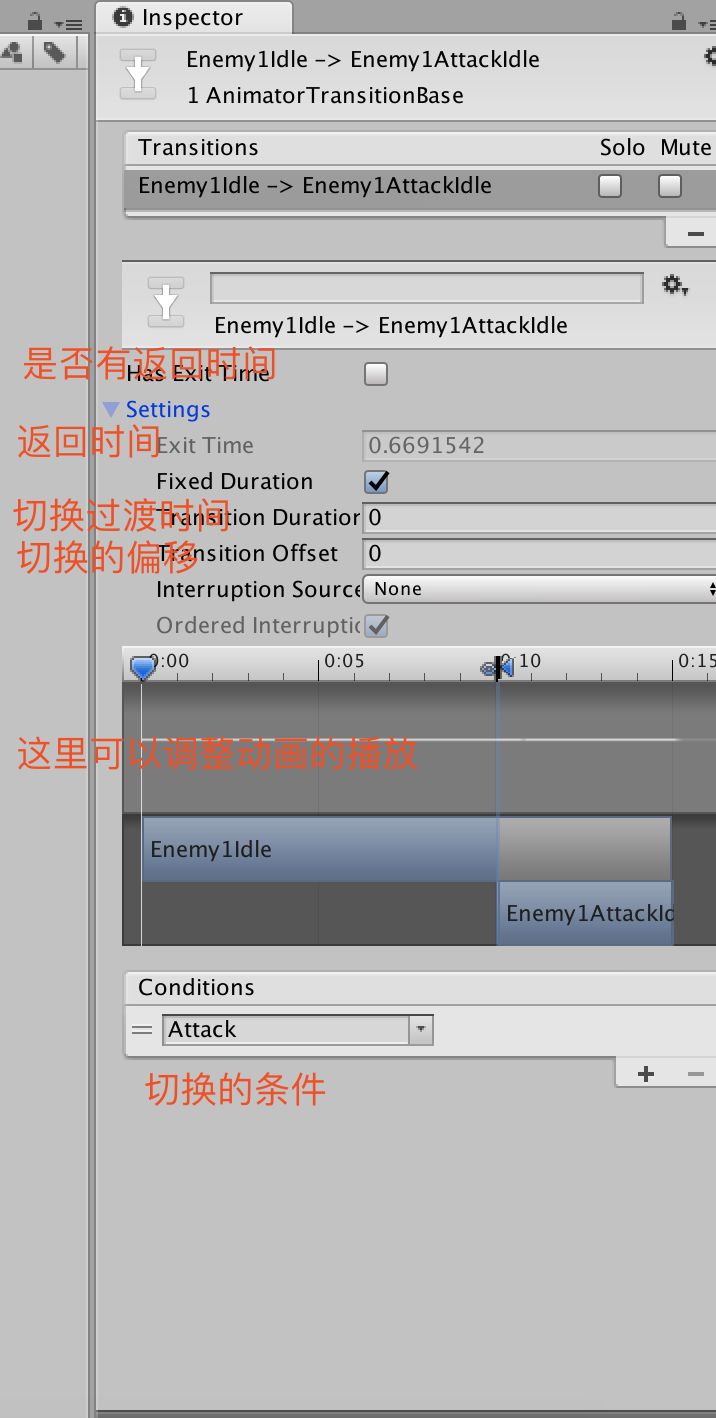 Inspector
Enemy1Idle -> Enemy1AttackIdle
1 AnimatorTransitionBase
Transitions Solo Mute
Enemy1Idle -> Enemy1AttackIdle
Enemy1Idle -> Enemy1AttackIdle
是否有返回时间
Has Exit Time
Settings
返回时间
Exit Time 0.6691542
Fixed Duration
切换过渡时间
Transition Duration 0
切换的偏移
Transition Offset 0
Interruption Source None
Ordered Interruptic
0:00 0:05 0:10 0:15
这里可以调整动画的播放
Enemy1Idle
Enemy1AttackId
Conditions
Attack
切换的条件